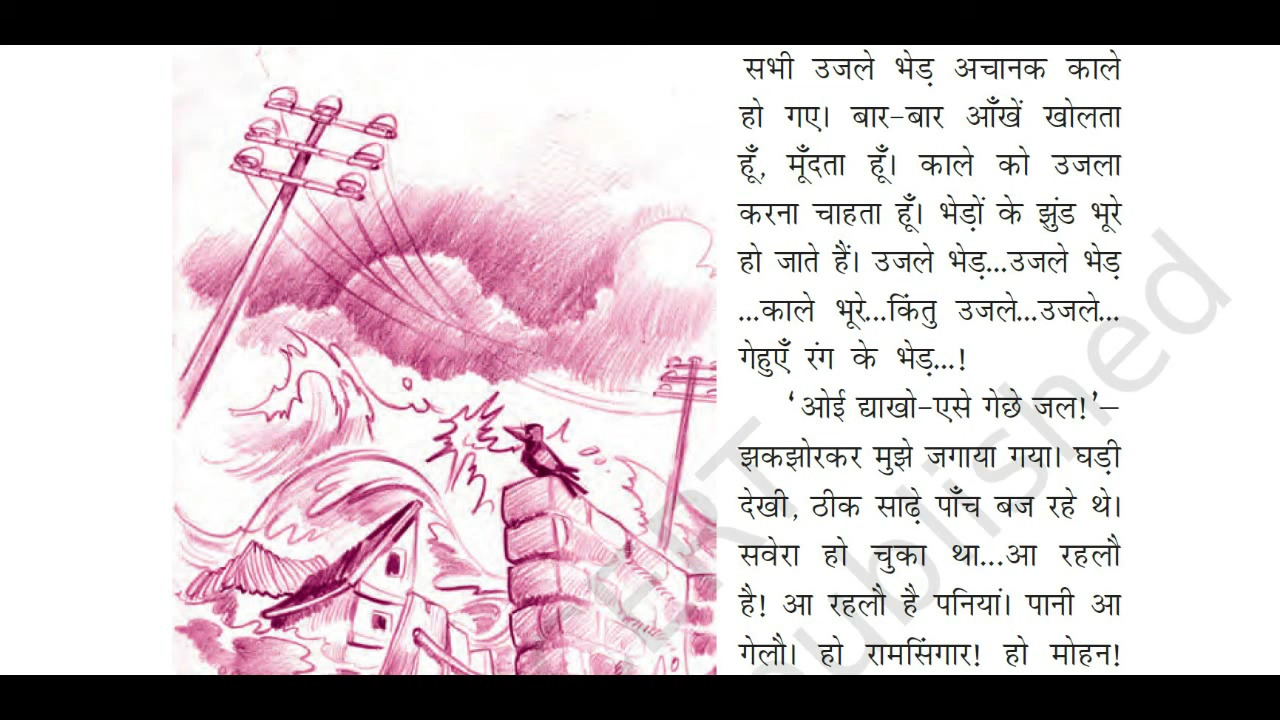 सभी उजले भेड़ अचानक काले
हो गए। बार-बार आँखें खोलता
हूँ, मूँदता हूँ। काले को उजला
करना चाहता हूँ। भेड़ों के झुंड भूरे
हो जाते हैं। उजले भेड़...उजले भेड़
...काले भूरे...किंतु उजले...उजले...
गेहुएँ रंग के भेड़...!
‘ओई द्याखो-एसे गेछे जल!’–
झकझोरकर मुझे जगाया गया। घड़ी
देखी, ठीक साढ़े पाँच बज रहे थे।
सवेरा हो चुका था...आ रहलौ
है! आ रहलौ है पनियां। पानी आ
गेलौ। हो रामसिंगार! हो मोहन!